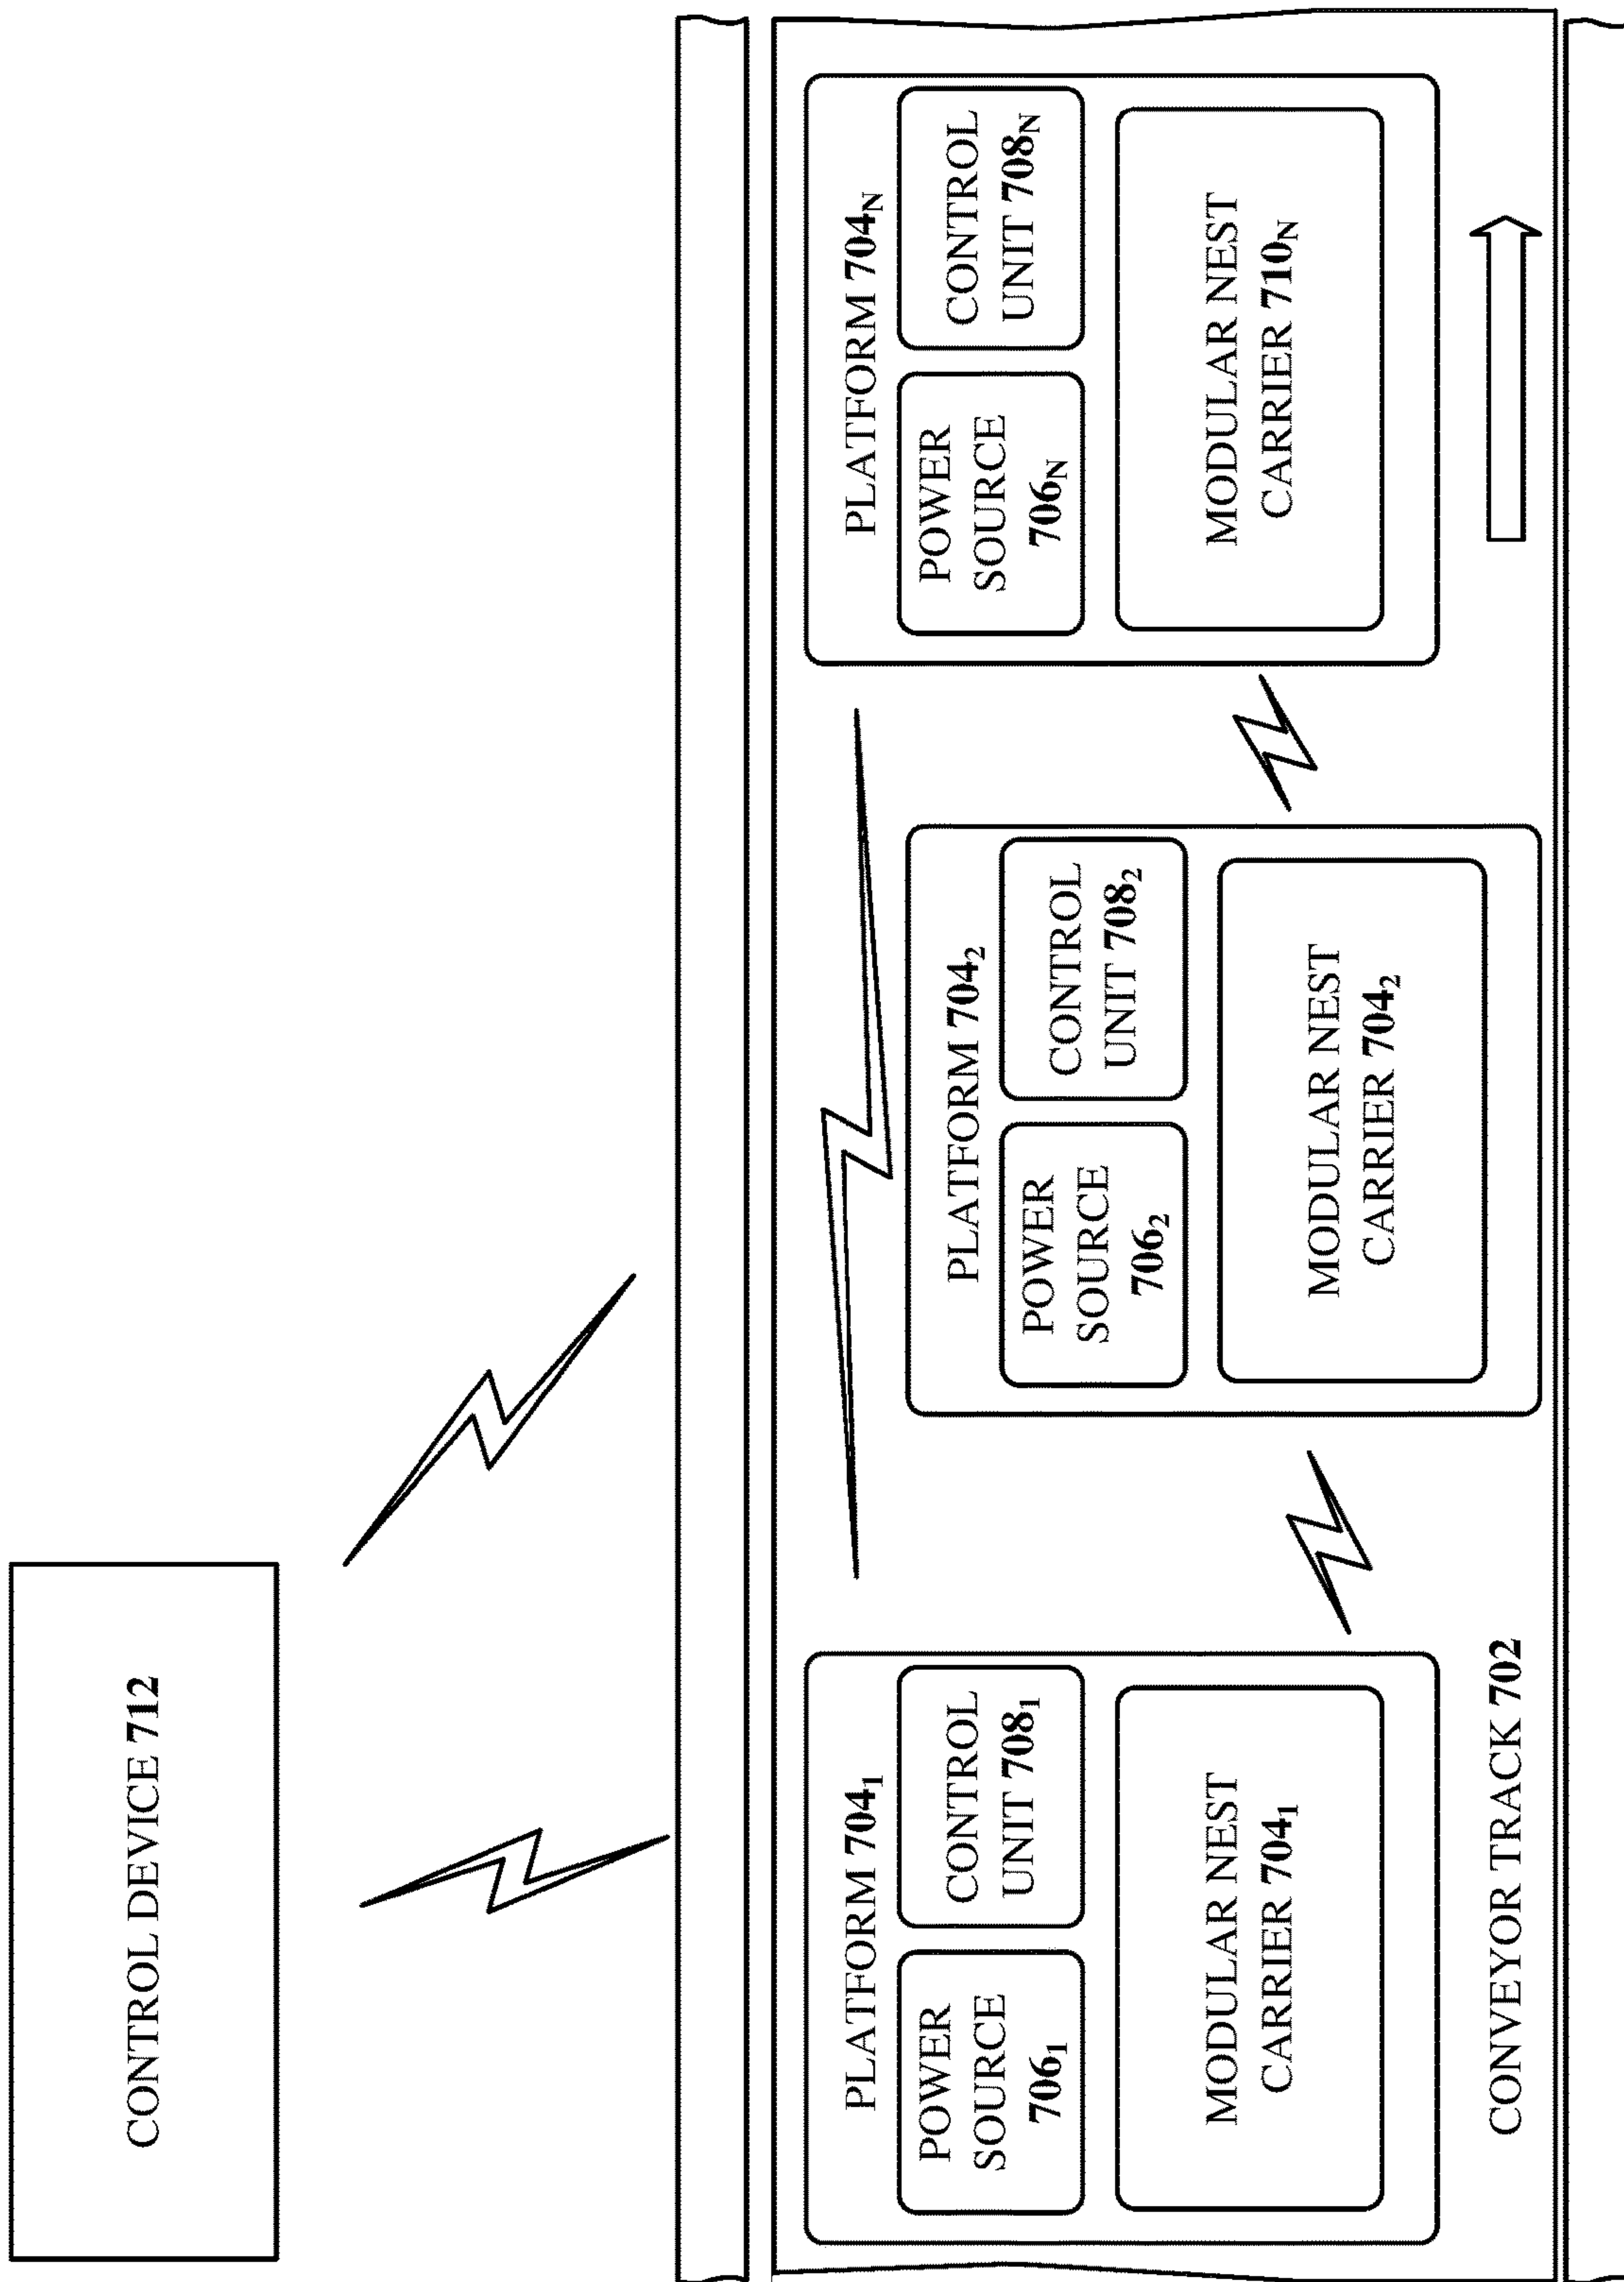 CONTROL DEVICE 712
PLATFORM 704₁
POWER
SOURCE
706₁
CONTROL
UNIT 708₁
MODULAR NEST
CARRIER 704₁
PLATFORM 704₂
POWER
SOURCE
706₂
CONTROL
UNIT 708₂
MODULAR NEST
CARRIER 704₂
PLATFORM 704N
POWER
SOURCE
706N
CONTROL
UNIT 708N
MODULAR NEST
CARRIER 710N
CONVEYOR TRACK 702